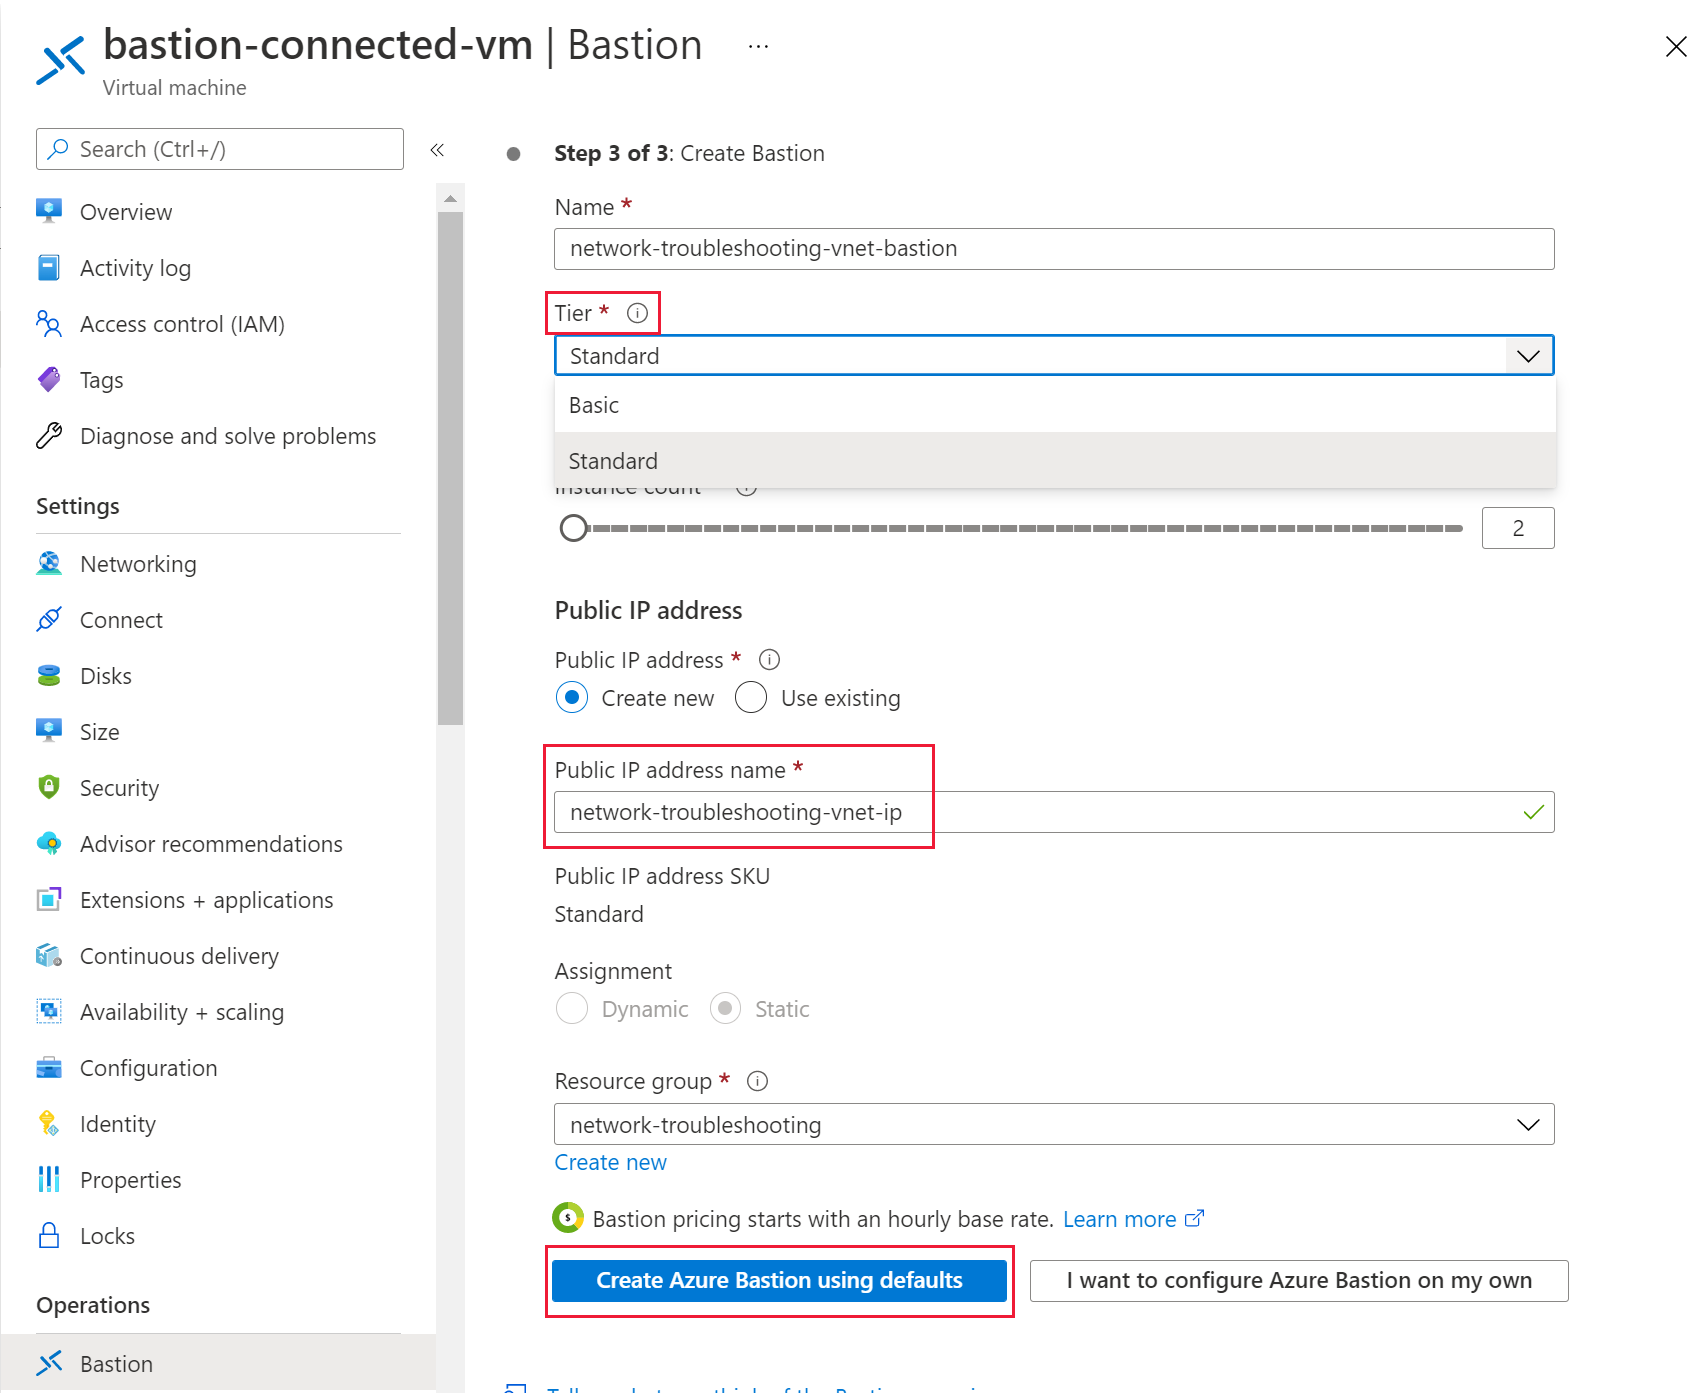 bastion-connected-vm | Bastion ...
Virtual machine
Search (Ctrl+/)
«
Overview
Activity log
Access control (IAM)
Tags
Diagnose and solve problems
Settings
Networking
Connect
Disks
Size
Security
Advisor recommendations
Extensions + applications
Continuous delivery
Availability + scaling
Configuration
Identity
Properties
Locks
Operations
Bastion
Step 3 of 3: Create Bastion
Name *
network-troubleshooting-vnet-bastion
Tier *
Standard
Basic
Standard
Instance count
2
Public IP address
Public IP address *
Create new Use existing
Public IP address name *
network-troubleshooting-vnet-ip
Public IP address SKU
Standard
Assignment
Dynamic Static
Resource group *
network-troubleshooting
Create new
Bastion pricing starts with an hourly base rate. Learn more
Create Azure Bastion using defaults
I want to configure Azure Bastion on my own